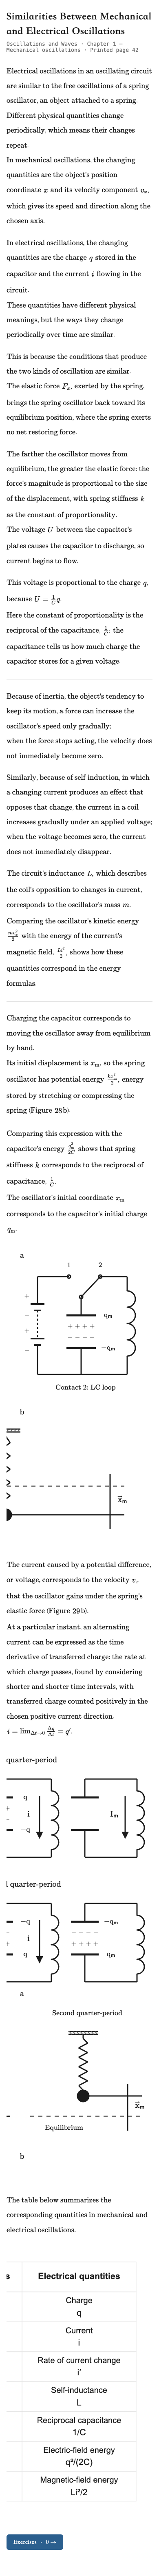 Similarities Between Mechanical
and Electrical Oscillations
Oscillations and Waves · Chapter 1 —
Mechanical oscillations · Printed page 42
Electrical oscillations in an oscillating circuit
are similar to the free oscillations of a spring
oscillator, an object attached to a spring.
Different physical quantities change
periodically, which means their changes
repeat.
In mechanical oscillations, the changing
quantities are the object's position
coordinate x and its velocity component vₓ,
which gives its speed and direction along the
chosen axis.
In electrical oscillations, the changing
quantities are the charge q stored in the
capacitor and the current i flowing in the
circuit.
These quantities have different physical
meanings, but the ways they change
periodically over time are similar.
This is because the conditions that produce
the two kinds of oscillation are similar.
The elastic force Fₓ, exerted by the spring,
brings the spring oscillator back toward its
equilibrium position, where the spring exerts
no net restoring force.
The farther the oscillator moves from
equilibrium, the greater the elastic force: the
force's magnitude is proportional to the size
of the displacement, with spring stiffness k
as the constant of proportionality.
The voltage U between the capacitor's
plates causes the capacitor to discharge, so
current begins to flow.
This voltage is proportional to the charge q,
because U = 1/C q.
Here the constant of proportionality is the
reciprocal of the capacitance, 1/C; the
capacitance tells us how much charge the
capacitor stores for a given voltage.
Because of inertia, the object's tendency to
keep its motion, a force can increase the
oscillator's speed only gradually;
when the force stops acting, the velocity does
not immediately become zero.
Similarly, because of self-induction, in which
a changing current produces an effect that
opposes that change, the current in a coil
increases gradually under an applied voltage;
when the voltage becomes zero, the current
does not immediately disappear.
The circuit's inductance L, which describes
the coil's opposition to changes in current,
corresponds to the oscillator's mass m.
Comparing the oscillator's kinetic energy
mv²/2 with the energy of the current's
magnetic field, Li²/2, shows how these
quantities correspond in the energy
formulas.
Charging the capacitor corresponds to
moving the oscillator away from equilibrium
by hand.
Its initial displacement is xₘ, so the spring
oscillator has potential energy kx²/2, energy
stored by stretching or compressing the
spring (Figure 28b).
Comparing this expression with the
capacitor's energy q²/2C shows that spring
stiffness k corresponds to the reciprocal of
capacitance, 1/C.
The oscillator's initial coordinate xₘ
corresponds to the capacitor's initial charge
qₘ.
a
1 2
+
−
+
−
qₘ
+ + + +
− − − −
−qₘ
Contact 2: LC loop
b
x⃗ₘ
The current caused by a potential difference,
or voltage, corresponds to the velocity vₓ
that the oscillator gains under the spring's
elastic force (Figure 29b).
At a particular instant, an alternating
current can be expressed as the time
derivative of transferred charge: the rate at
which charge passes, found by considering
shorter and shorter time intervals, with
transferred charge counted positively in the
chosen positive current direction.
i = lim_Δt→0 Δq/Δt = q′.
quarter-period
+ q
i
− −q
Iₘ
quarter-period
−q
i
q
−qₘ
− − − −
+ + + +
qₘ
a
Second quarter-period
x⃗ₘ
Equilibrium
b
The table below summarizes the
corresponding quantities in mechanical and
electrical oscillations.
s Electrical quantities
Charge
q
Current
i
Rate of current change
i′
Self-inductance
L
Reciprocal capacitance
1/C
Electric-field energy
q²/(2C)
Magnetic-field energy
Li²/2
Exercises · 0 →